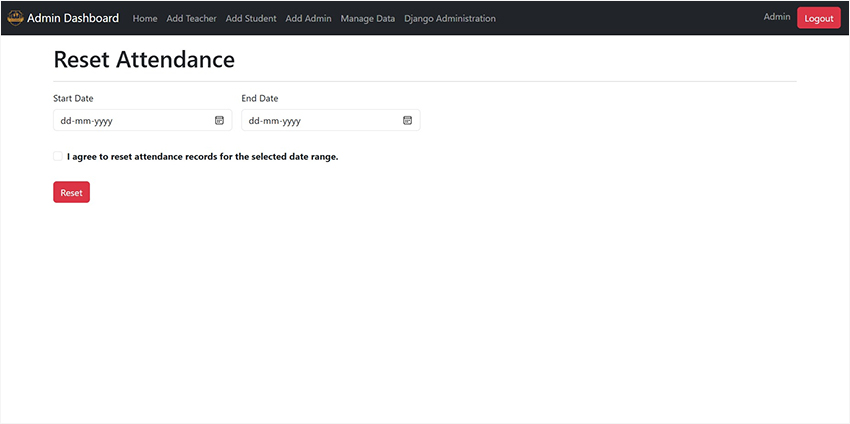 Admin Dashboard Home Add Teacher Add Student Add Admin Manage Data Django Administration Admin Logout
Reset Attendance
Start Date End Date
dd-mm-yyyy dd-mm-yyyy
I agree to reset attendance records for the selected date range.
Reset